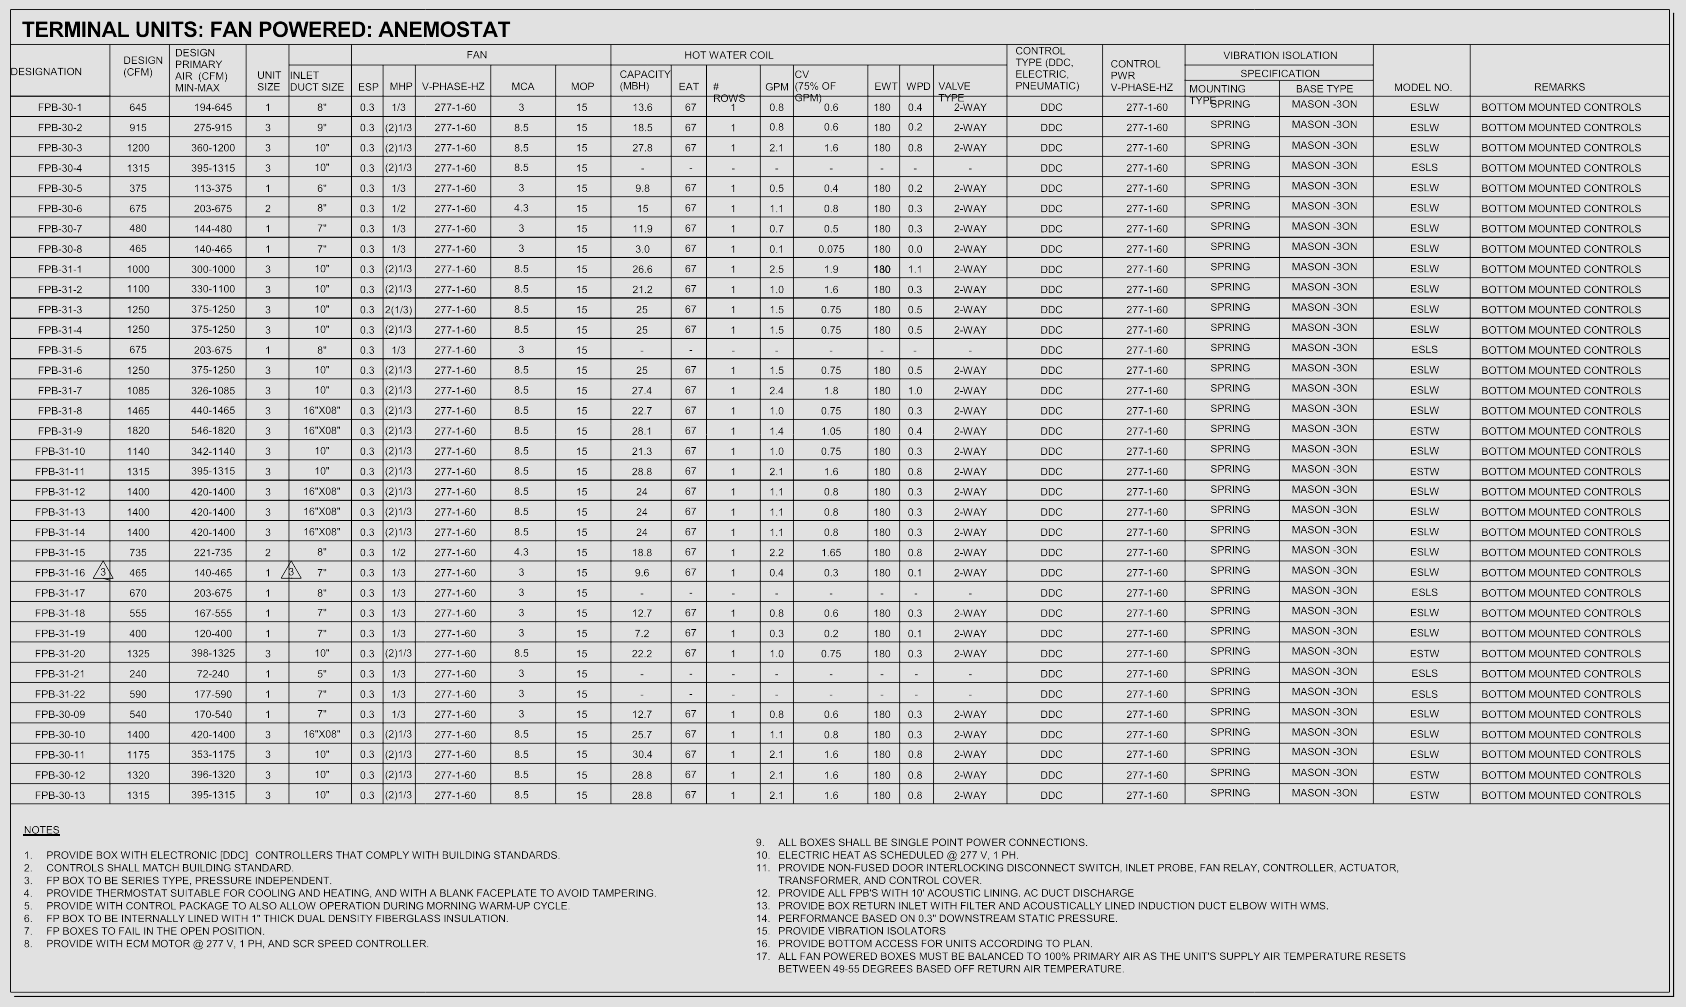 TERMINAL UNITS: FAN POWERED: ANEMOSTAT
DESIGNATION | DESIGN (CFM) | DESIGN PRIMARY AIR (CFM) MIN-MAX | UNIT SIZE | INLET DUCT SIZE | FAN | HOT WATER COIL | CONTROL TYPE (DDC, ELECTRIC, PNEUMATIC) | CONTROL PWR V-PHASE-HZ | VIBRATION ISOLATION | MODEL NO. | REMARKS
SPECIFICATION
ESP | MHP | V-PHASE-HZ | MCA | MOP | CAPACITY (MBH) | EAT | # ROWS | GPM | CV (75% OF GPM) | EWT | WPD | VALVE TYPE | MOUNTING TYPE | BASE TYPE
FPB-30-1 645 194-645 1 8" 0.3 1/3 277-1-60 3 15 13.6 67 1 0.8 0.6 180 0.4 2-WAY DDC 277-1-60 SPRING MASON -3ON ESLW BOTTOM MOUNTED CONTROLS
FPB-30-2 915 275-915 3 9" 0.3 (2)1/3 277-1-60 8.5 15 18.5 67 1 0.8 0.6 180 0.2 2-WAY DDC 277-1-60 SPRING MASON -3ON ESLW BOTTOM MOUNTED CONTROLS
FPB-30-3 1200 360-1200 3 10" 0.3 (2)1/3 277-1-60 8.5 15 27.8 67 1 2.1 1.6 180 0.8 2-WAY DDC 277-1-60 SPRING MASON -3ON ESLW BOTTOM MOUNTED CONTROLS
FPB-30-4 1315 395-1315 3 10" 0.3 (2)1/3 277-1-60 8.5 15 - - - - - - - - DDC 277-1-60 SPRING MASON -3ON ESLS BOTTOM MOUNTED CONTROLS
FPB-30-5 375 113-375 1 6" 0.3 1/3 277-1-60 3 15 9.8 67 1 0.5 0.4 180 0.2 2-WAY DDC 277-1-60 SPRING MASON -3ON ESLW BOTTOM MOUNTED CONTROLS
FPB-30-6 675 203-675 2 8" 0.3 1/2 277-1-60 4.3 15 15 67 1 1.1 0.8 180 0.3 2-WAY DDC 277-1-60 SPRING MASON -3ON ESLW BOTTOM MOUNTED CONTROLS
FPB-30-7 480 144-480 1 7" 0.3 1/3 277-1-60 3 15 11.9 67 1 0.7 0.5 180 0.3 2-WAY DDC 277-1-60 SPRING MASON -3ON ESLW BOTTOM MOUNTED CONTROLS
FPB-30-8 465 140-465 1 7" 0.3 1/3 277-1-60 3 15 3.0 67 1 0.1 0.075 180 0.0 2-WAY DDC 277-1-60 SPRING MASON -3ON ESLW BOTTOM MOUNTED CONTROLS
FPB-31-1 1000 300-1000 3 10" 0.3 (2)1/3 277-1-60 8.5 15 26.6 67 1 2.5 1.9 180 1.1 2-WAY DDC 277-1-60 SPRING MASON -3ON ESLW BOTTOM MOUNTED CONTROLS
FPB-31-2 1100 330-1100 3 10" 0.3 (2)1/3 277-1-60 8.5 15 21.2 67 1 1.0 1.6 180 0.3 2-WAY DDC 277-1-60 SPRING MASON -3ON ESLW BOTTOM MOUNTED CONTROLS
FPB-31-3 1250 375-1250 3 10" 0.3 2(1/3) 277-1-60 8.5 15 25 67 1 1.5 0.75 180 0.5 2-WAY DDC 277-1-60 SPRING MASON -3ON ESLW BOTTOM MOUNTED CONTROLS
FPB-31-4 1250 375-1250 3 10" 0.3 (2)1/3 277-1-60 8.5 15 25 67 1 1.5 0.75 180 0.5 2-WAY DDC 277-1-60 SPRING MASON -3ON ESLW BOTTOM MOUNTED CONTROLS
FPB-31-5 675 203-675 1 8" 0.3 1/3 277-1-60 3 15 - - - - - - - - DDC 277-1-60 SPRING MASON -3ON ESLS BOTTOM MOUNTED CONTROLS
FPB-31-6 1250 375-1250 3 10" 0.3 (2)1/3 277-1-60 8.5 15 25 67 1 1.5 0.75 180 0.5 2-WAY DDC 277-1-60 SPRING MASON -3ON ESLW BOTTOM MOUNTED CONTROLS
FPB-31-7 1085 326-1085 3 10" 0.3 (2)1/3 277-1-60 8.5 15 27.4 67 1 2.4 1.8 180 1.0 2-WAY DDC 277-1-60 SPRING MASON -3ON ESLW BOTTOM MOUNTED CONTROLS
FPB-31-8 1465 440-1465 3 16"X08" 0.3 (2)1/3 277-1-60 8.5 15 22.7 67 1 1.0 0.75 180 0.3 2-WAY DDC 277-1-60 SPRING MASON -3ON ESLW BOTTOM MOUNTED CONTROLS
FPB-31-9 1820 546-1820 3 16"X08" 0.3 (2)1/3 277-1-60 8.5 15 28.1 67 1 1.4 1.05 180 0.4 2-WAY DDC 277-1-60 SPRING MASON -3ON ESTW BOTTOM MOUNTED CONTROLS
FPB-31-10 1140 342-1140 3 10" 0.3 (2)1/3 277-1-60 8.5 15 21.3 67 1 1.0 0.75 180 0.3 2-WAY DDC 277-1-60 SPRING MASON -3ON ESLW BOTTOM MOUNTED CONTROLS
FPB-31-11 1315 395-1315 3 10" 0.3 (2)1/3 277-1-60 8.5 15 28.8 67 1 2.1 1.6 180 0.8 2-WAY DDC 277-1-60 SPRING MASON -3ON ESTW BOTTOM MOUNTED CONTROLS
FPB-31-12 1400 420-1400 3 16"X08" 0.3 (2)1/3 277-1-60 8.5 15 24 67 1 1.1 0.8 180 0.3 2-WAY DDC 277-1-60 SPRING MASON -3ON ESLW BOTTOM MOUNTED CONTROLS
FPB-31-13 1400 420-1400 3 16"X08" 0.3 (2)1/3 277-1-60 8.5 15 24 67 1 1.1 0.8 180 0.3 2-WAY DDC 277-1-60 SPRING MASON -3ON ESLW BOTTOM MOUNTED CONTROLS
FPB-31-14 1400 420-1400 3 16"X08" 0.3 (2)1/3 277-1-60 8.5 15 24 67 1 1.1 0.8 180 0.3 2-WAY DDC 277-1-60 SPRING MASON -3ON ESLW BOTTOM MOUNTED CONTROLS
FPB-31-15 735 221-735 2 8" 0.3 1/2 277-1-60 4.3 15 18.8 67 1 2.2 1.65 180 0.8 2-WAY DDC 277-1-60 SPRING MASON -3ON ESLW BOTTOM MOUNTED CONTROLS
FPB-31-16 3 465 140-465 1 3 7" 0.3 1/3 277-1-60 3 15 9.6 67 1 0.4 0.3 180 0.1 2-WAY DDC 277-1-60 SPRING MASON -3ON ESLW BOTTOM MOUNTED CONTROLS
FPB-31-17 670 203-675 1 8" 0.3 1/3 277-1-60 3 15 - - - - - - - - DDC 277-1-60 SPRING MASON -3ON ESLS BOTTOM MOUNTED CONTROLS
FPB-31-18 555 167-555 1 7" 0.3 1/3 277-1-60 3 15 12.7 67 1 0.8 0.6 180 0.3 2-WAY DDC 277-1-60 SPRING MASON -3ON ESLW BOTTOM MOUNTED CONTROLS
FPB-31-19 400 120-400 1 7" 0.3 1/3 277-1-60 3 15 7.2 67 1 0.3 0.2 180 0.1 2-WAY DDC 277-1-60 SPRING MASON -3ON ESLW BOTTOM MOUNTED CONTROLS
FPB-31-20 1325 398-1325 3 10" 0.3 (2)1/3 277-1-60 8.5 15 22.2 67 1 1.0 0.75 180 0.3 2-WAY DDC 277-1-60 SPRING MASON -3ON ESTW BOTTOM MOUNTED CONTROLS
FPB-31-21 240 72-240 1 5" 0.3 1/3 277-1-60 3 15 - - - - - - - - DDC 277-1-60 SPRING MASON -3ON ESLS BOTTOM MOUNTED CONTROLS
FPB-31-22 590 177-590 1 7" 0.3 1/3 277-1-60 3 15 - - - - - - - - DDC 277-1-60 SPRING MASON -3ON ESLS BOTTOM MOUNTED CONTROLS
FPB-30-09 540 170-540 1 7" 0.3 1/3 277-1-60 3 15 12.7 67 1 0.8 0.6 180 0.3 2-WAY DDC 277-1-60 SPRING MASON -3ON ESLW BOTTOM MOUNTED CONTROLS
FPB-30-10 1400 420-1400 3 16"X08" 0.3 (2)1/3 277-1-60 8.5 15 25.7 67 1 1.1 0.8 180 0.3 2-WAY DDC 277-1-60 SPRING MASON -3ON ESLW BOTTOM MOUNTED CONTROLS
FPB-30-11 1175 353-1175 3 10" 0.3 (2)1/3 277-1-60 8.5 15 30.4 67 1 2.1 1.6 180 0.8 2-WAY DDC 277-1-60 SPRING MASON -3ON ESLW BOTTOM MOUNTED CONTROLS
FPB-30-12 1320 396-1320 3 10" 0.3 (2)1/3 277-1-60 8.5 15 28.8 67 1 2.1 1.6 180 0.8 2-WAY DDC 277-1-60 SPRING MASON -3ON ESTW BOTTOM MOUNTED CONTROLS
FPB-30-13 1315 395-1315 3 10" 0.3 (2)1/3 277-1-60 8.5 15 28.8 67 1 2.1 1.6 180 0.8 2-WAY DDC 277-1-60 SPRING MASON -3ON ESTW BOTTOM MOUNTED CONTROLS
NOTES
1. PROVIDE BOX WITH ELECTRONIC [DDC] CONTROLLERS THAT COMPLY WITH BUILDING STANDARDS.
2. CONTROLS SHALL MATCH BUILDING STANDARD.
3. FP BOX TO BE SERIES TYPE, PRESSURE INDEPENDENT.
4. PROVIDE THERMOSTAT SUITABLE FOR COOLING AND HEATING, AND WITH A BLANK FACEPLATE TO AVOID TAMPERING.
5. PROVIDE WITH CONTROL PACKAGE TO ALSO ALLOW OPERATION DURING MORNING WARM-UP CYCLE.
6. FP BOX TO BE INTERNALLY LINED WITH 1" THICK DUAL DENSITY FIBERGLASS INSULATION.
7. FP BOXES TO FAIL IN THE OPEN POSITION.
8. PROVIDE WITH ECM MOTOR @ 277 V, 1 PH, AND SCR SPEED CONTROLLER.
9. ALL BOXES SHALL BE SINGLE POINT POWER CONNECTIONS.
10. ELECTRIC HEAT AS SCHEDULED @ 277 V, 1 PH.
11. PROVIDE NON-FUSED DOOR INTERLOCKING DISCONNECT SWITCH, INLET PROBE, FAN RELAY, CONTROLLER, ACTUATOR,
TRANSFORMER, AND CONTROL COVER.
12. PROVIDE ALL FPB'S WITH 10' ACOUSTIC LINING. AC DUCT DISCHARGE
13. PROVIDE BOX RETURN INLET WITH FILTER AND ACOUSTICALLY LINED INDUCTION DUCT ELBOW WITH WMS.
14. PERFORMANCE BASED ON 0.3" DOWNSTREAM STATIC PRESSURE.
15. PROVIDE VIBRATION ISOLATORS
16. PROVIDE BOTTOM ACCESS FOR UNITS ACCORDING TO PLAN.
17. ALL FAN POWERED BOXES MUST BE BALANCED TO 100% PRIMARY AIR AS THE UNIT'S SUPPLY AIR TEMPERATURE RESETS
BETWEEN 49-55 DEGREES BASED OFF RETURN AIR TEMPERATURE.